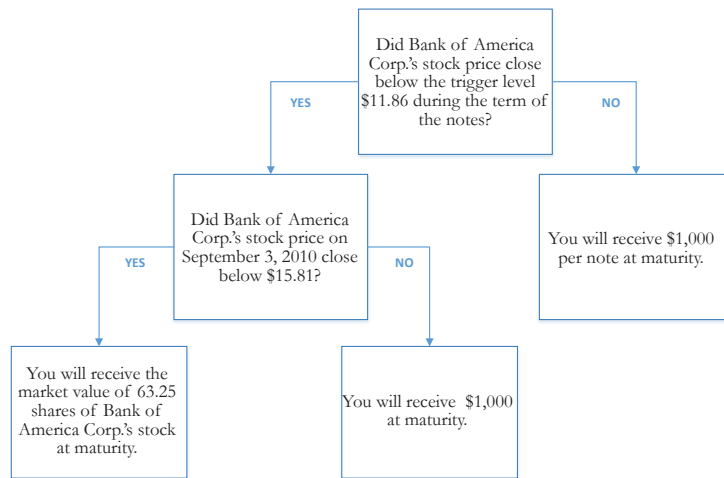 Did Bank of America
Corp.'s stock price close
below the trigger level
$11.86 during the term of
the notes?
YES
NO
Did Bank of America
Corp.'s stock price on
September 3, 2010 close
below $15.81?
You will receive $1,000
per note at maturity.
YES
NO
You will receive the
market value of 63.25
shares of Bank of
America Corp.'s stock
at maturity.
You will receive $1,000
at maturity.